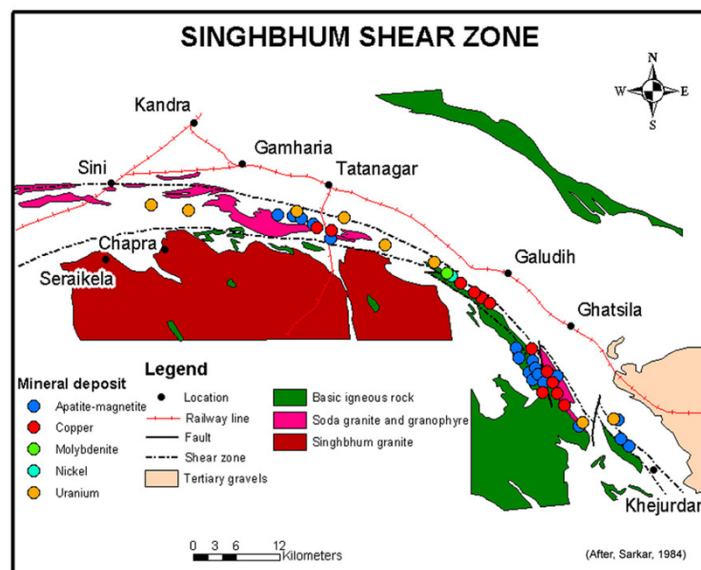 SINGHBHUM SHEAR ZONE
N
W
E
S
Kandra
Gamharia
Sini
Tatanagar
Chapra
Seraikela
Galudih
Ghatsila
Khejurdari
Mineral deposit
Apatite-magnetite
Copper
Molybdenite
Nickel
Uranium
Legend
Location
Railway line
Fault
Shear zone
Tertiary gravels
Basic igneous rock
Soda granite and granophyre
Singhbhum granite
0 3 6 12
Kilometers
(After, Sarkar, 1984)